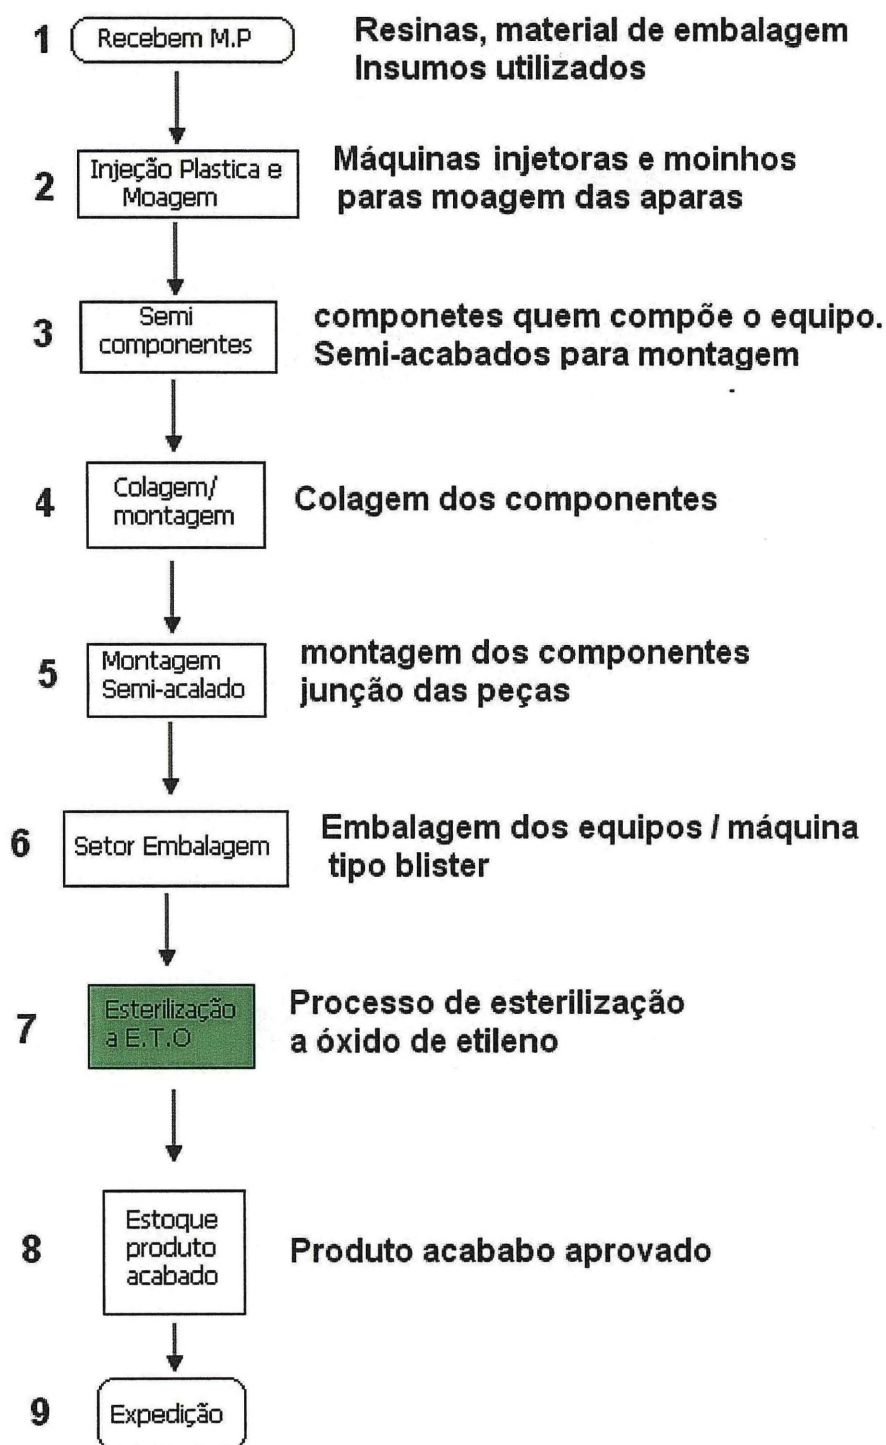 1
Recebem M.P
Resinas, material de embalagem
Insumos utilizados
2
Injeção Plastica e
Moagem
Máquinas injetoras e moinhos
paras moagem das aparas
3
Semi
componentes
componetes quem compõe o equipo.
Semi-acabados para montagem
4
Colagem/
montagem
Colagem dos componentes
5
Montagem
Semi-acalado
montagem dos componentes
junção das peças
6
Setor Embalagem
Embalagem dos equipos / máquina
tipo blister
7
Esterilização
a E.T.O
Processo de esterilização
a óxido de etileno
8
Estoque
produto
acabado
Produto acababo aprovado
9
Expedição